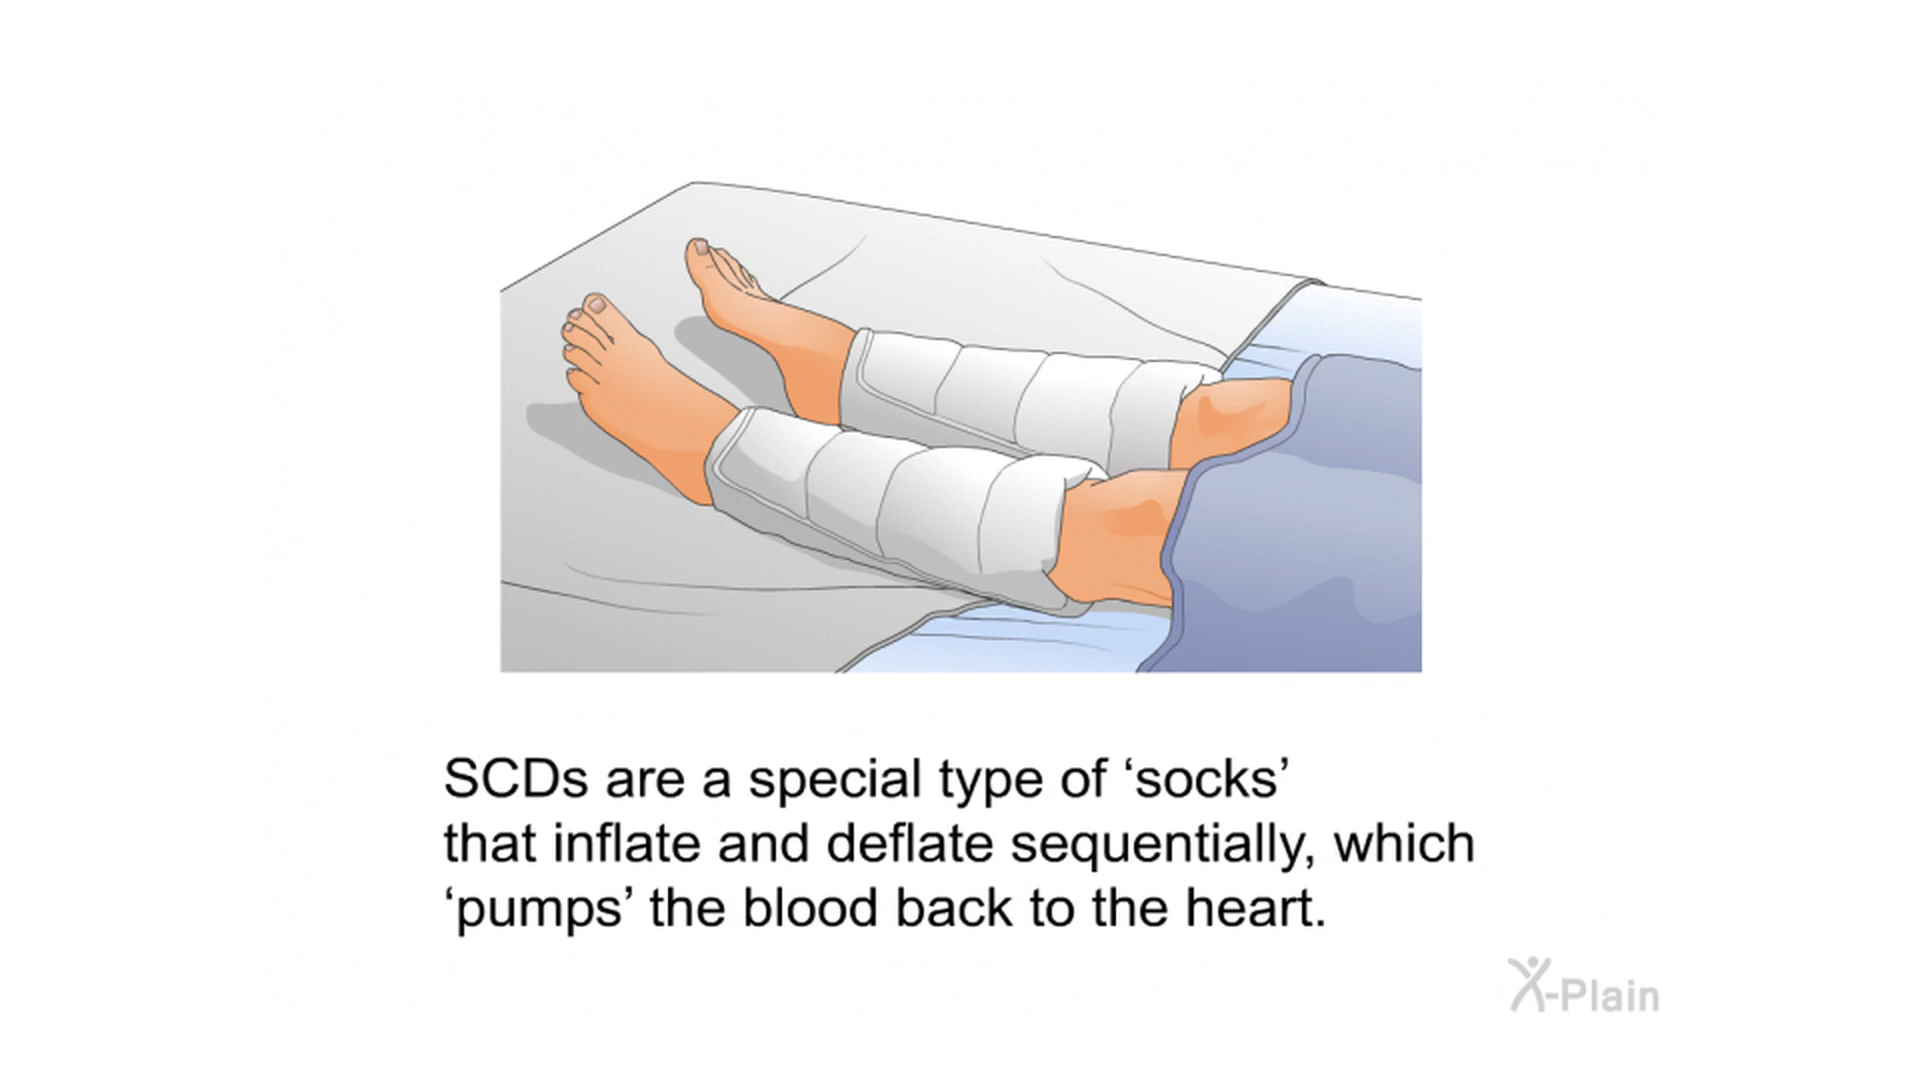 SCDs are a special type of ‘socks’
that inflate and deflate sequentially, which
‘pumps’ the blood back to the heart.
X-Plain